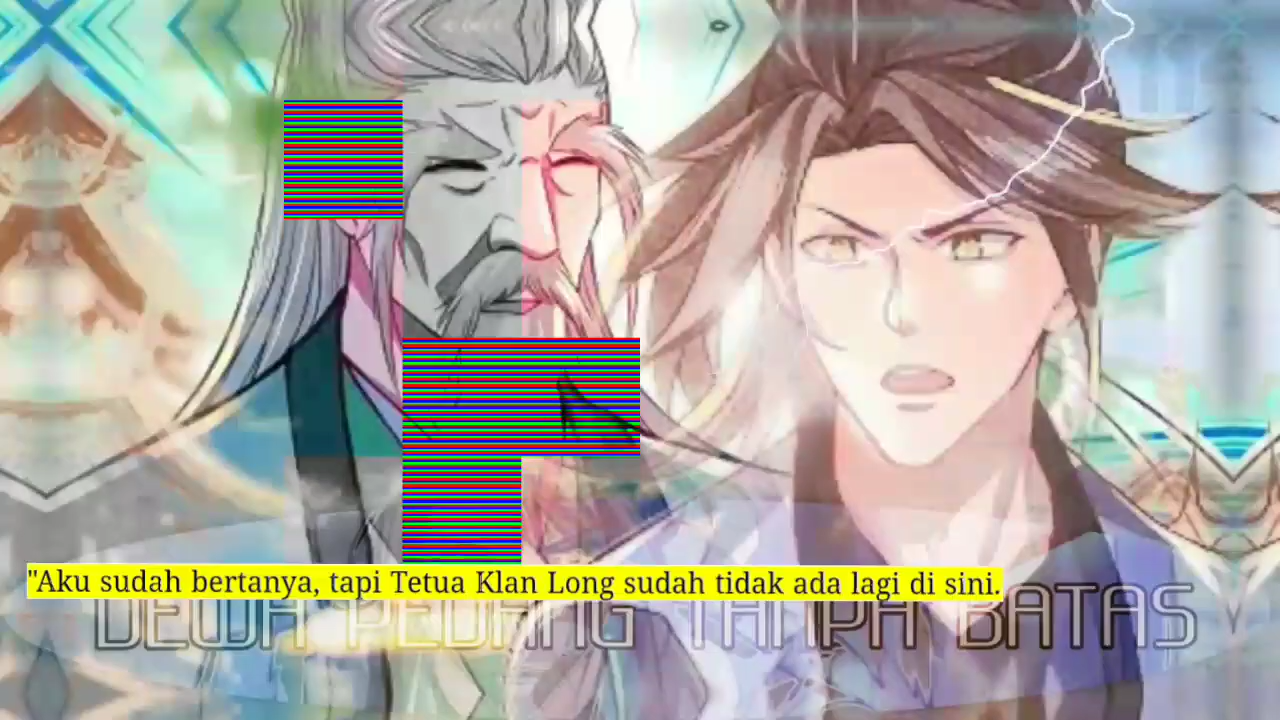 "Aku sudah bertanya, tapi Tetua Klan Long sudah tidak ada lagi di sini.
DEWA PEDANG TANPA BATAS